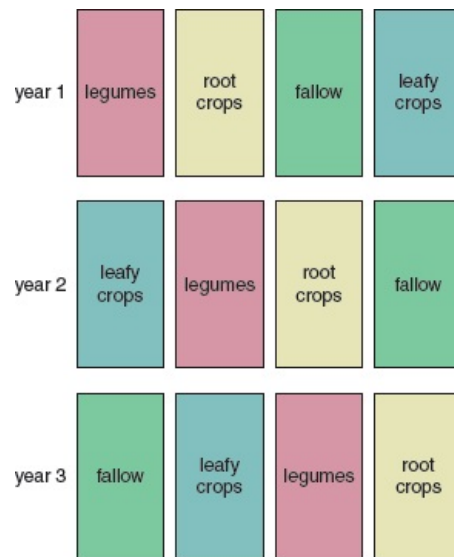 year 1
legumes
root
crops
fallow
leafy
crops
year 2
leafy
crops
legumes
root
crops
fallow
year 3
fallow
leafy
crops
legumes
root
crops